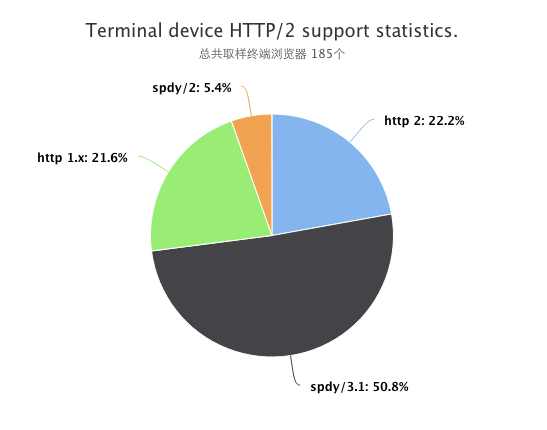 Terminal device HTTP/2 support statistics.
总共取样终端浏览器 185个
spdy/2: 5.4%
http 2: 22.2%
http 1.x: 21.6%
spdy/3.1: 50.8%